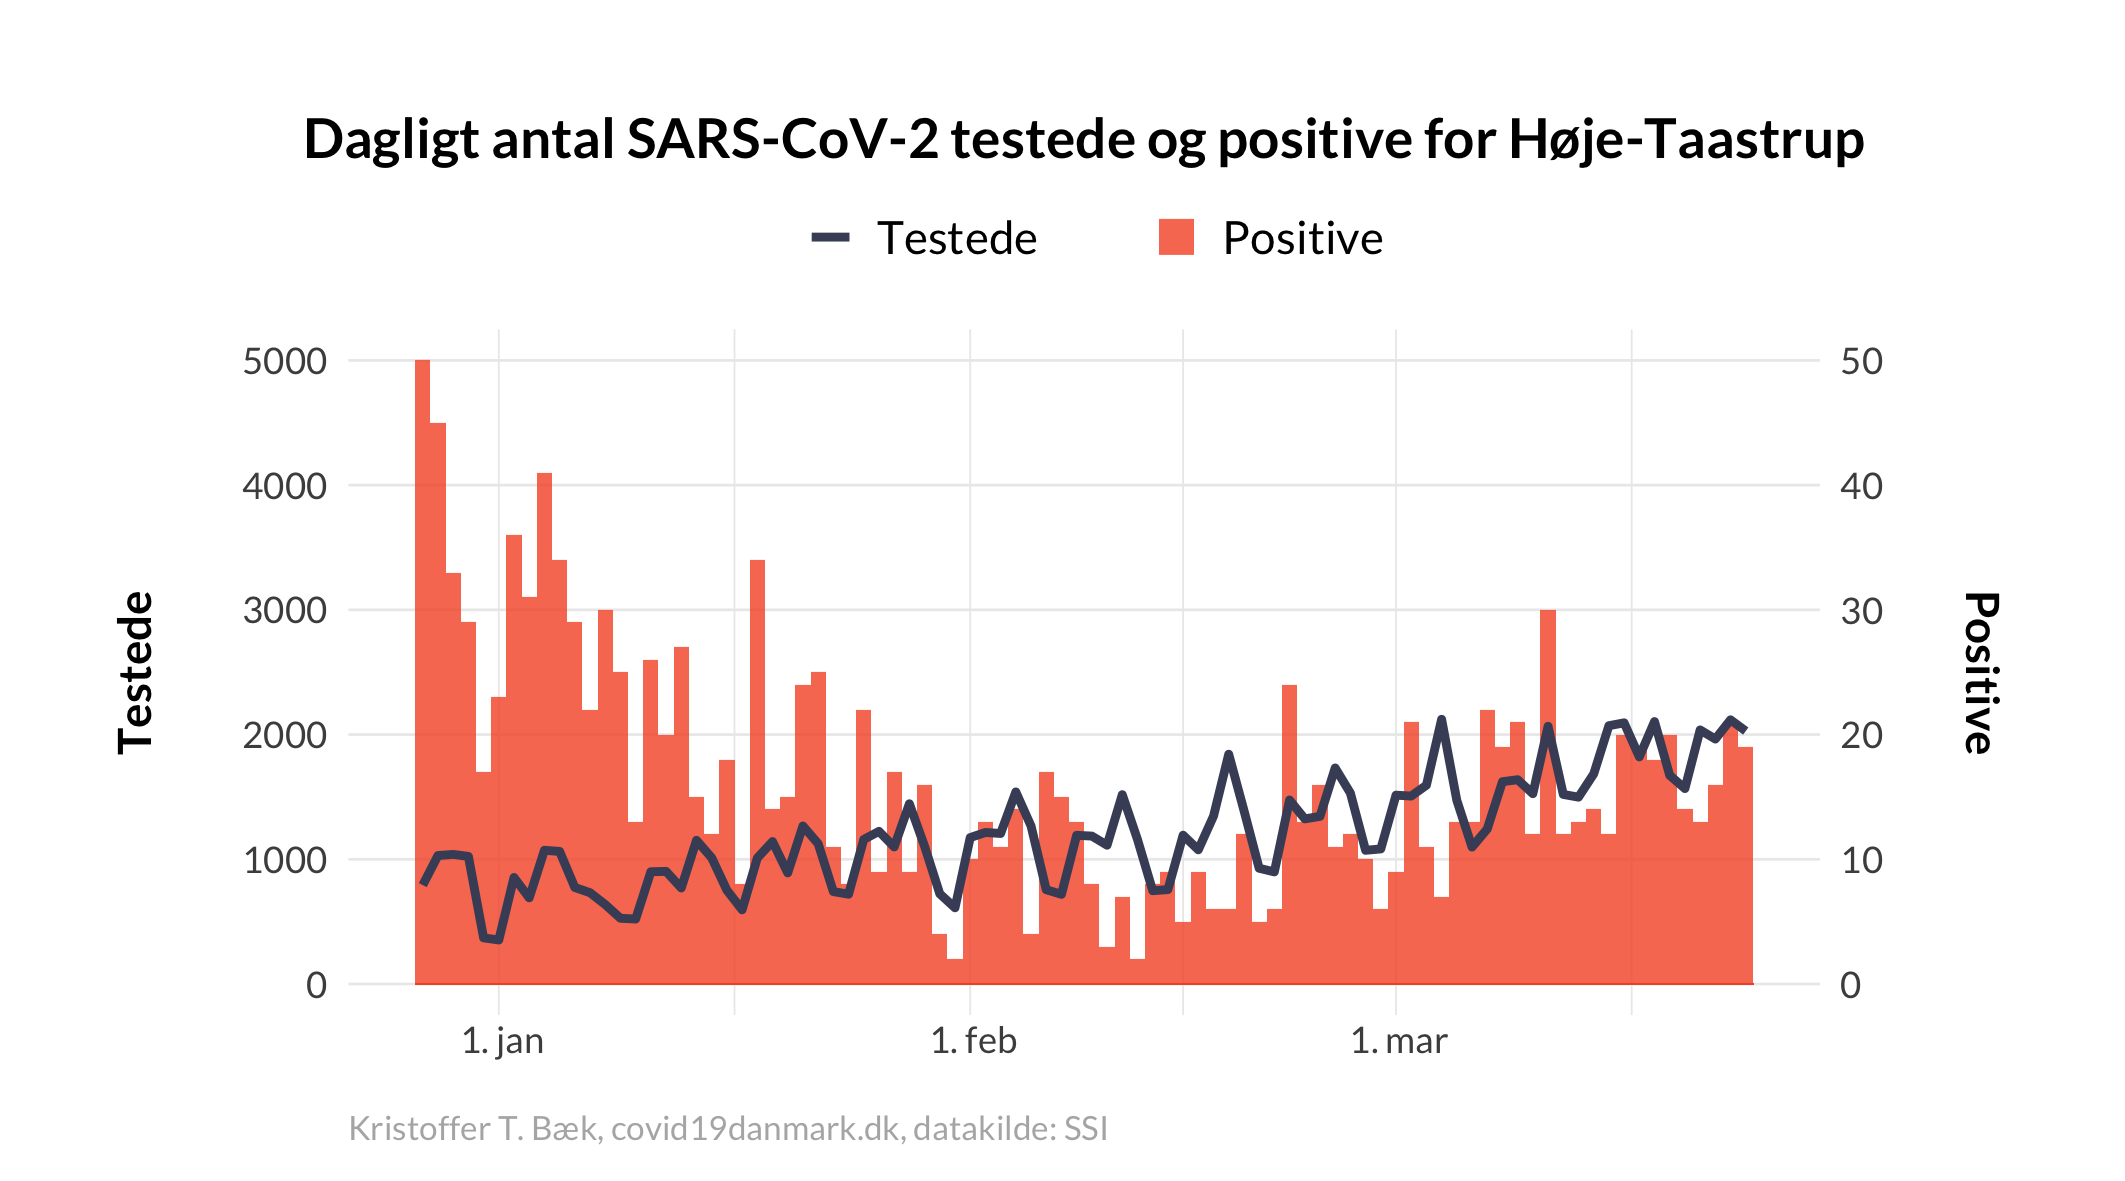 Dagligt antal SARS-CoV-2 testede og positive for Høje-Taastrup
Testede
Positive
5000
4000
3000
2000
1000
0
Testede
50
40
30
20
10
0
Positive
1. jan
1. feb
1. mar
Kristoffer T. Bæk, covid19danmark.dk, datakilde: SSI